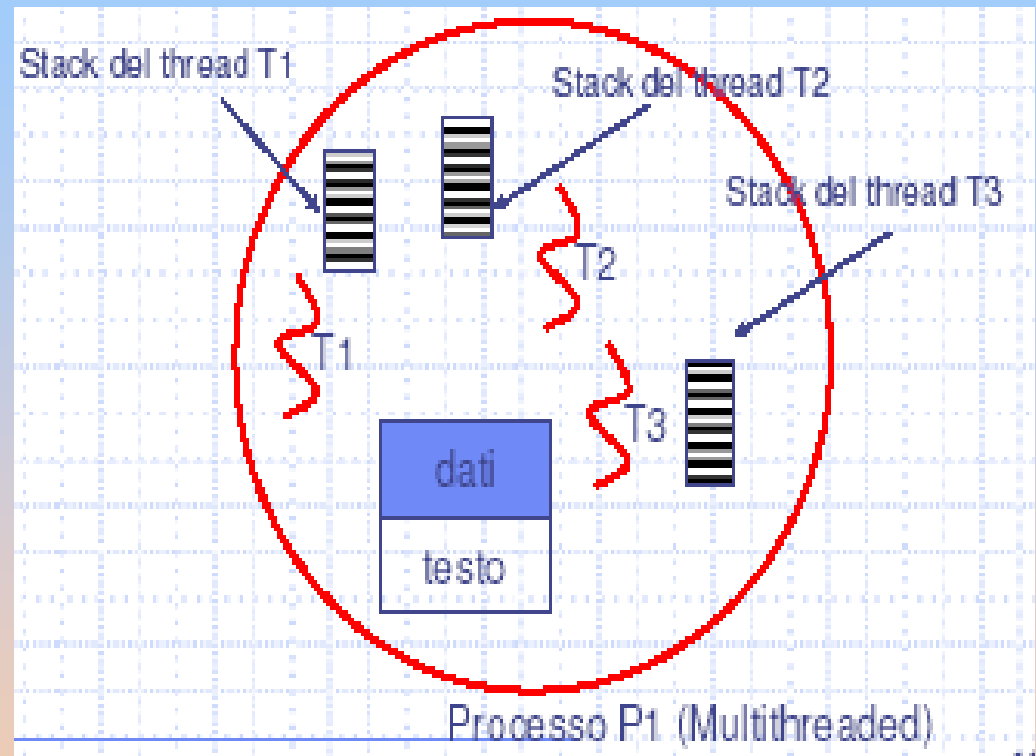 Stack del thread T1
Stack del thread T2
Stack del thread T3
T2
T1
T3
dati
testo
Processo P1 (Multithreaded)